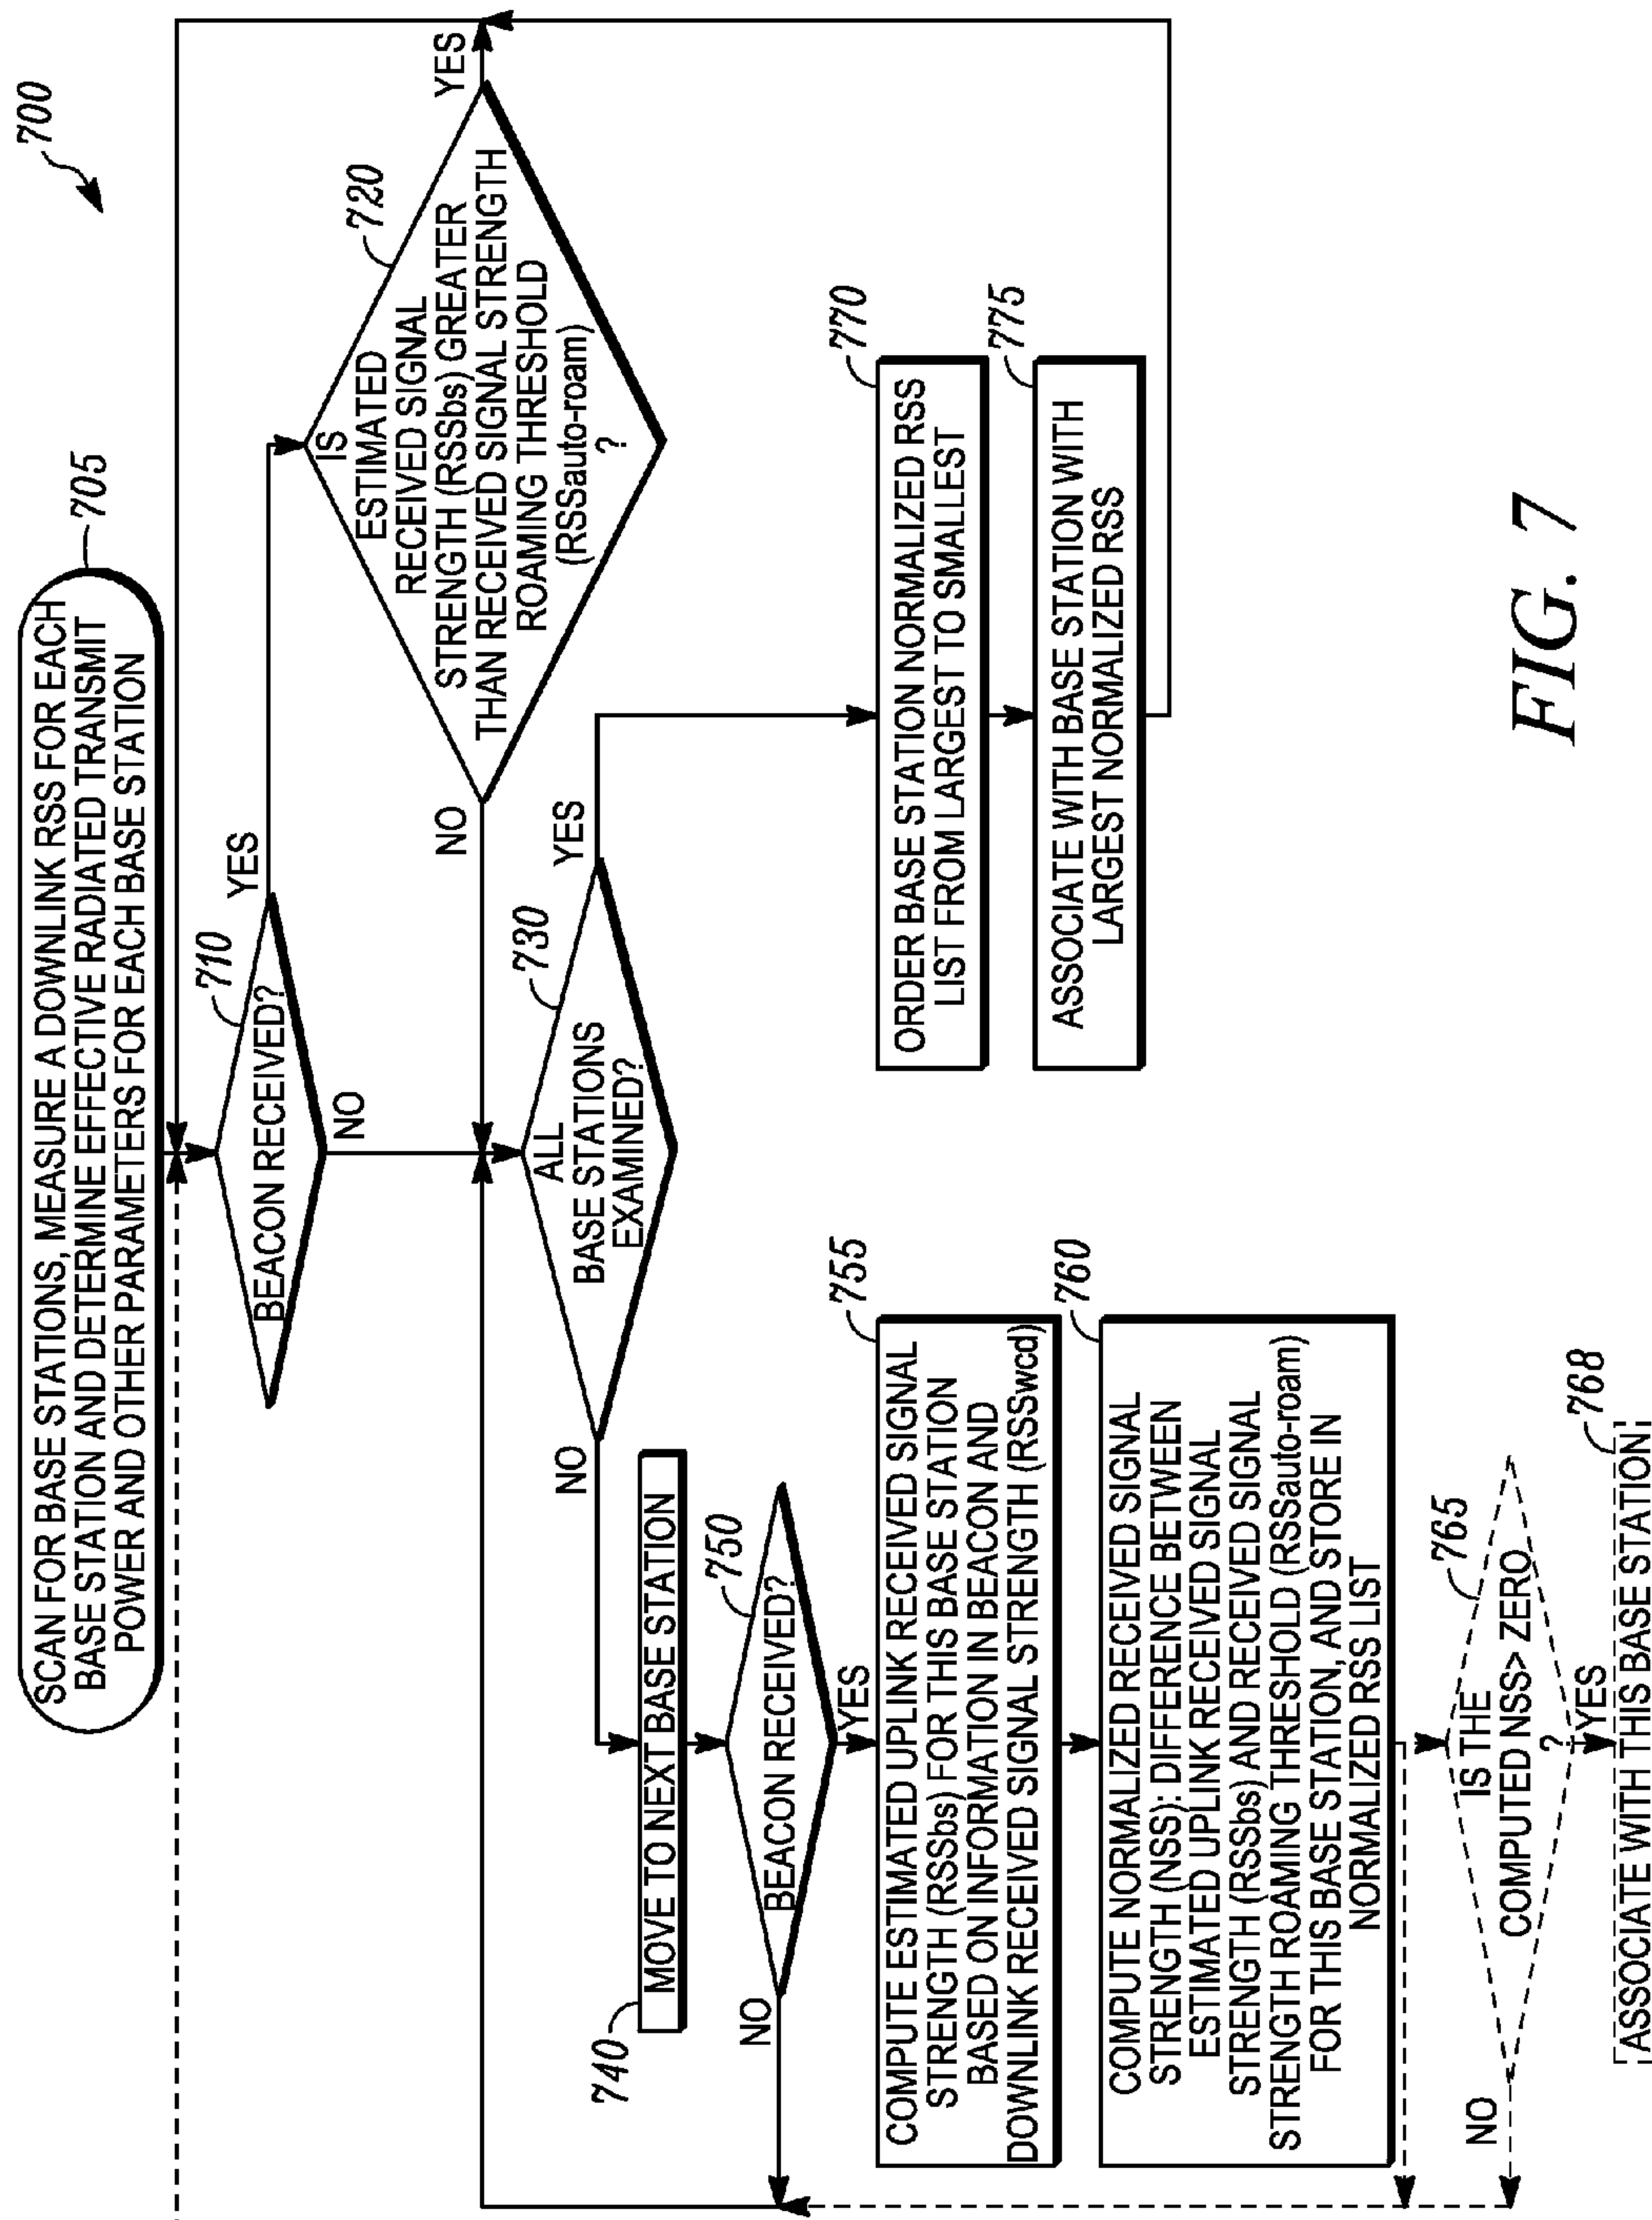 700
SCAN FOR BASE STATIONS, MEASURE A DOWNLINK RSS FOR EACH
BASE STATION AND DETERMINE EFFECTIVE RADIATED TRANSMIT
POWER AND OTHER PARAMETERS FOR EACH BASE STATION
705
710
BEACON RECEIVED?
YES
NO
720
IS
ESTIMATED
RECEIVED SIGNAL
STRENGTH (RSSbs) GREATER
THAN RECEIVED SIGNAL STRENGTH
ROAMING THRESHOLD
(RSSauto-roam)
?
YES
NO
730
ALL
BASE STATIONS
EXAMINED?
YES
NO
740
MOVE TO NEXT BASE STATION
750
BEACON RECEIVED?
NO
YES
755
COMPUTE ESTIMATED UPLINK RECEIVED SIGNAL
STRENGTH (RSSbs) FOR THIS BASE STATION
BASED ON INFORMATION IN BEACON AND
DOWNLINK RECEIVED SIGNAL STRENGTH (RSSwcd)
760
COMPUTE NORMALIZED RECEIVED SIGNAL
STRENGTH (NSS): DIFFERENCE BETWEEN
ESTIMATED UPLINK RECEIVED SIGNAL
STRENGTH (RSSbs) AND RECEIVED SIGNAL
STRENGTH ROAMING THRESHOLD (RSSauto-roam)
FOR THIS BASE STATION, AND STORE IN
NORMALIZED RSS LIST
765
IS THE
COMPUTED NSS> ZERO
?
NO
YES
768
ASSOCIATE WITH THIS BASE STATION
770
ORDER BASE STATION NORMALIZED RSS
LIST FROM LARGEST TO SMALLEST
775
ASSOCIATE WITH BASE STATION WITH
LARGEST NORMALIZED RSS
FIG. 7